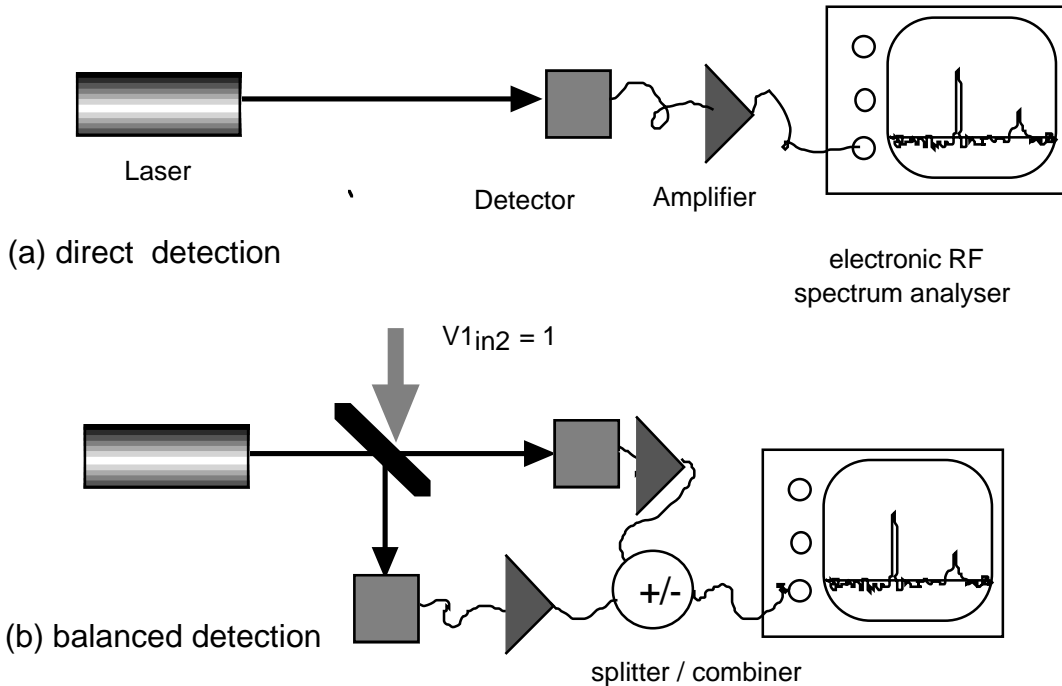 Laser
Detector
Amplifier
(a) direct detection
electronic RF
spectrum analyser
V1in2 = 1
+/-
(b) balanced detection
splitter / combiner